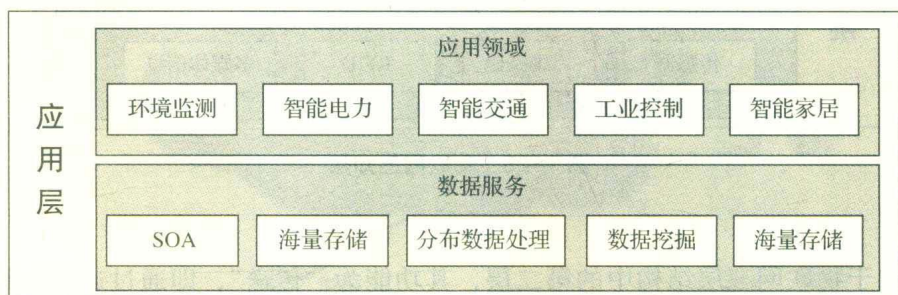 应用层
应用领域
环境监测 智能电力 智能交通 工业控制 智能家居
数据服务
SOA 海量存储 分布数据处理 数据挖掘 海量存储